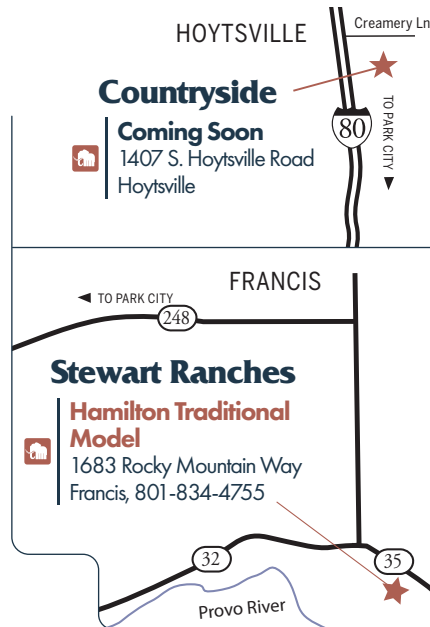 HOYTSVILLE
Creamery Ln
Countryside
Coming Soon
1407 S. Hoytsville Road
Hoytsville
80
TO PARK CITY
FRANCIS
TO PARK CITY
248
Stewart Ranches
Hamilton Traditional
Model
1683 Rocky Mountain Way
Francis, 801-834-4755
32
35
Provo River